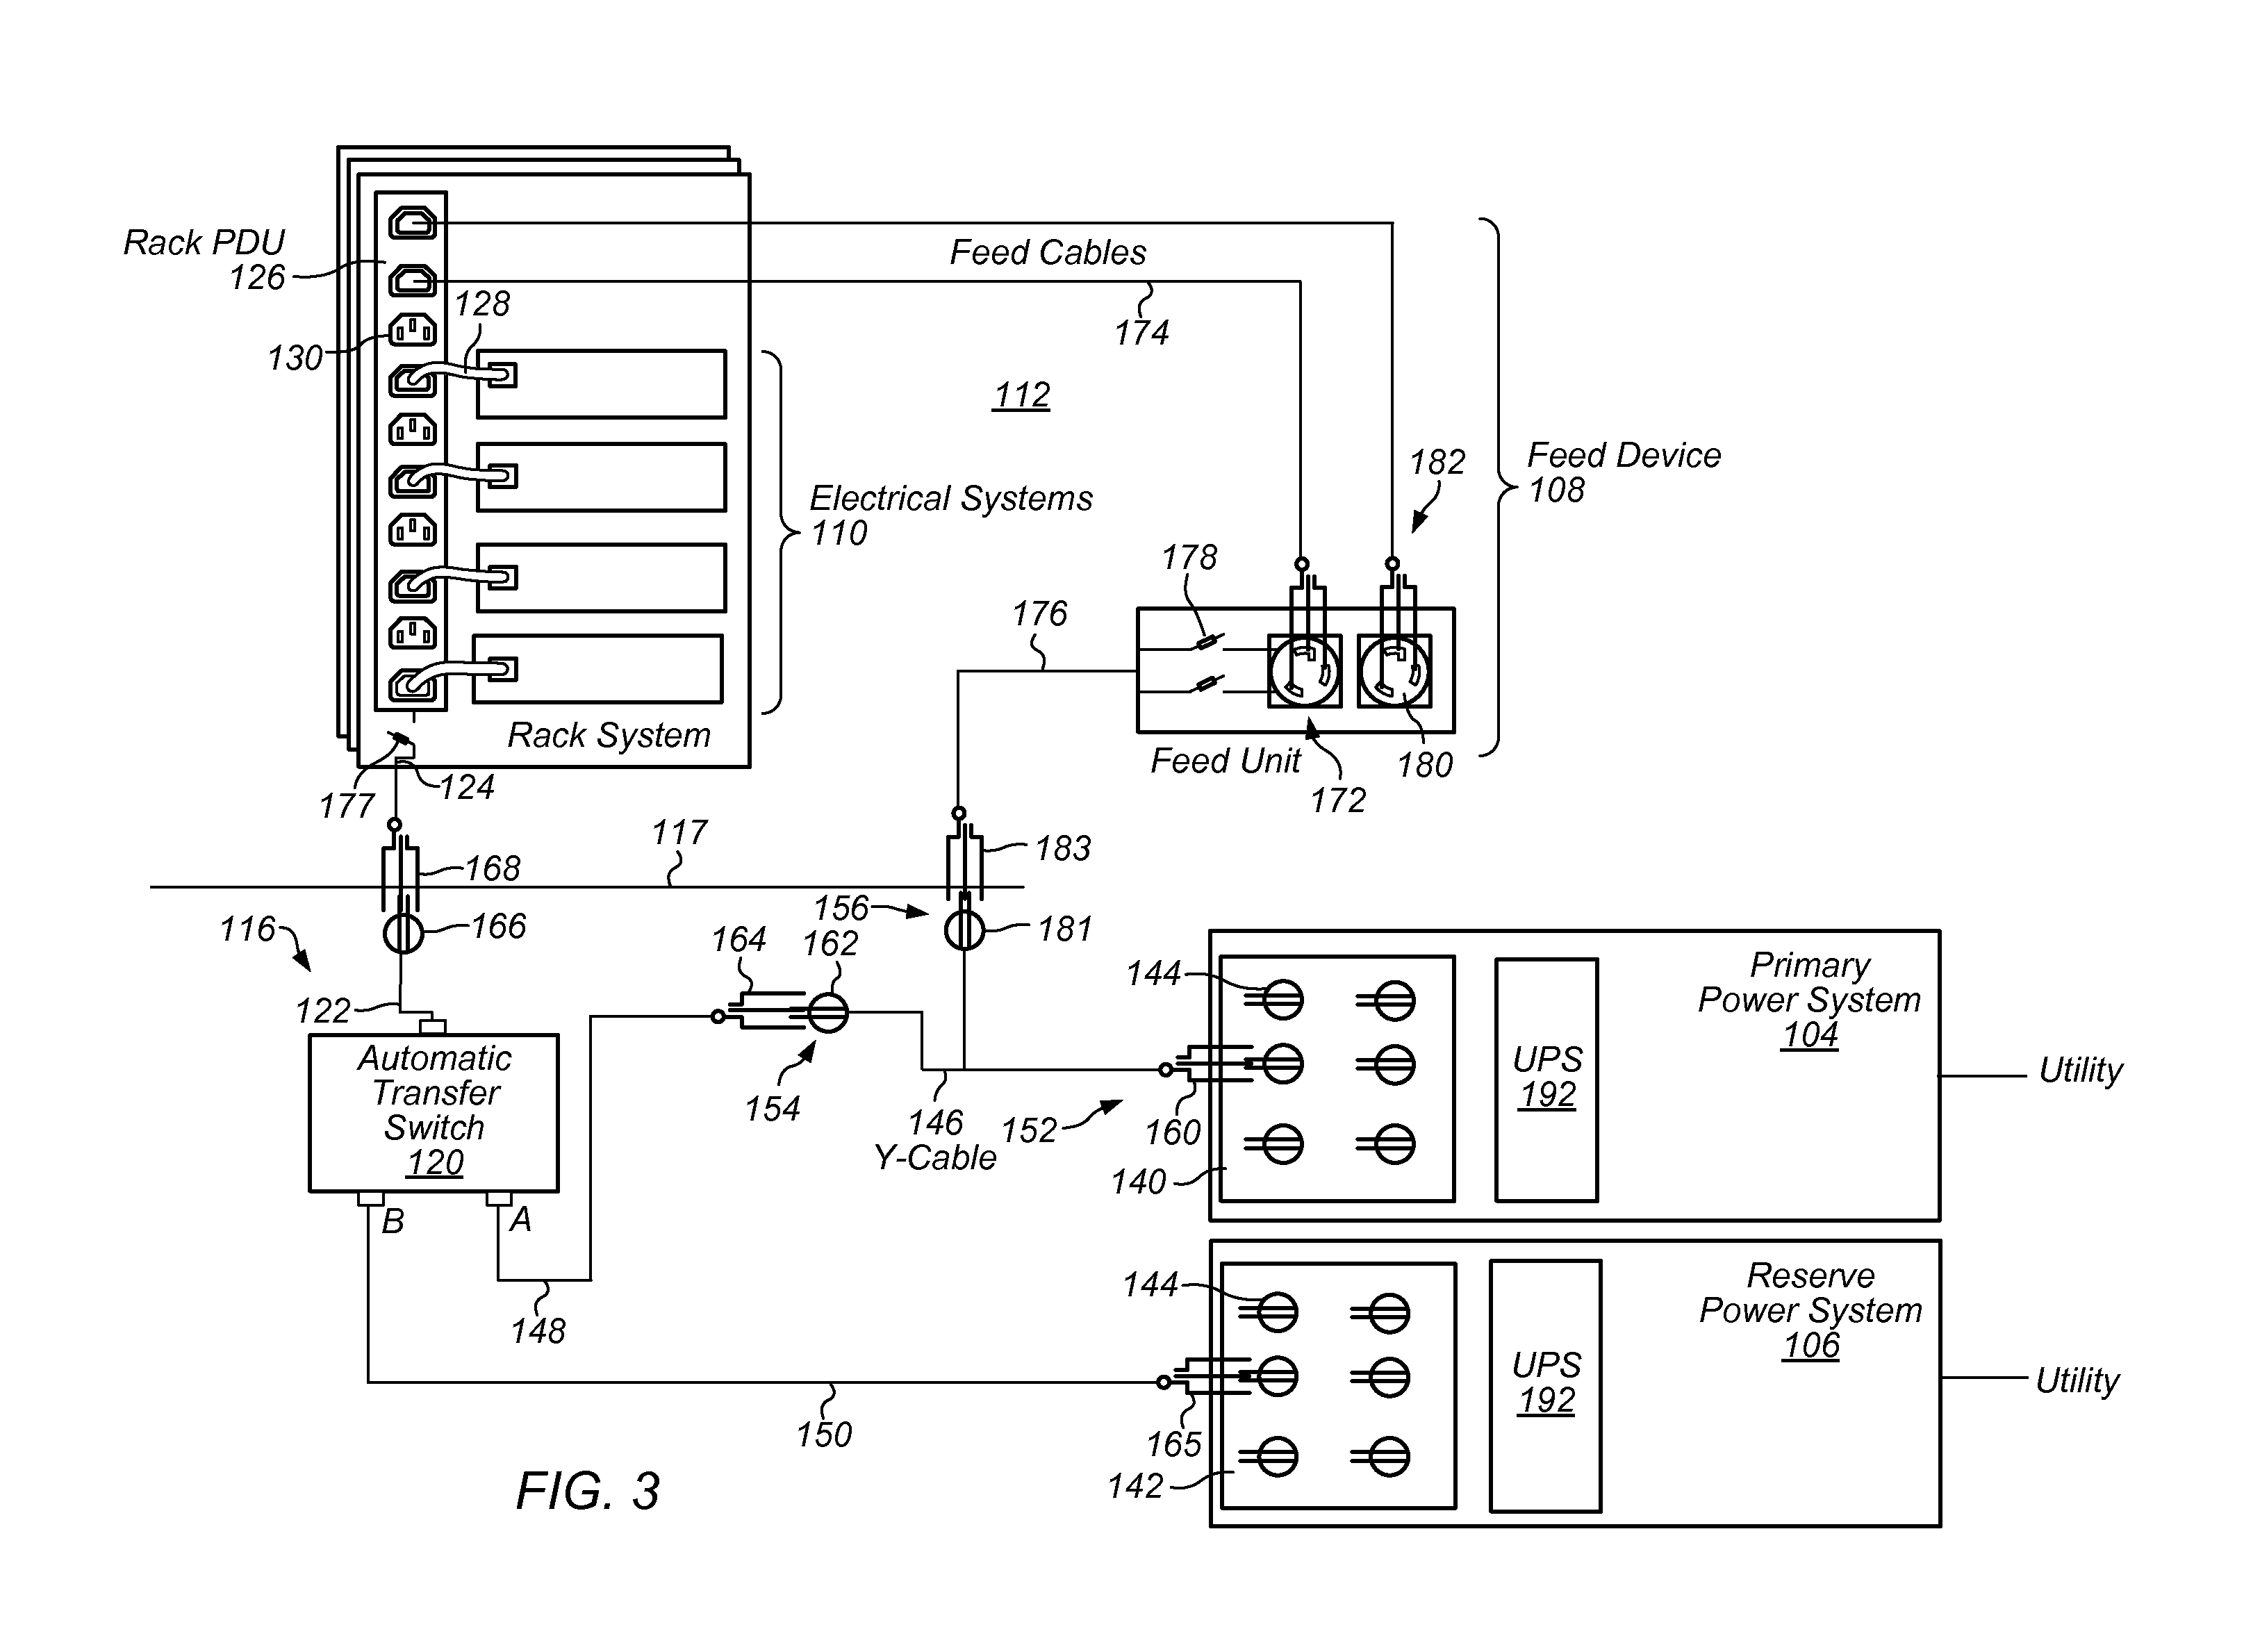 Rack PDU
126
128
130
Feed Cables
174
112
Electrical Systems
110
182
Feed Device
108
178
176
Rack System
Feed Unit
180
172
177
124
117
183
168
116
166
156
181
164
162
122
144
Primary
Power System
104
Automatic
Transfer
Switch
120
154
146
Y-Cable
152
160
140
UPS
192
Utility
B
A
148
144
Reserve
Power System
106
UPS
192
Utility
150
165
142
FIG. 3